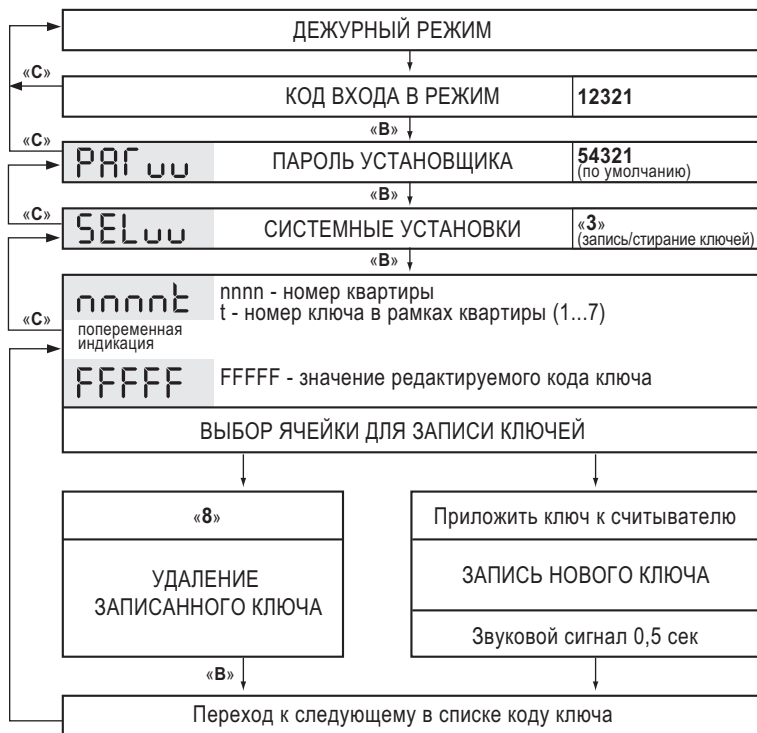 ДЕЖУРНЫЙ РЕЖИМ
«С»
КОД ВХОДА В РЕЖИМ 12321
«В»
«С»
PAГ␣␣ ПАРОЛЬ УСТАНОВЩИКА 54321
(по умолчанию)
«В»
«С»
SEL␣␣ СИСТЕМНЫЕ УСТАНОВКИ «3»
(запись/стирание ключей)
«В»
nnnnt nnnn - номер квартиры
t - номер ключа в рамках квартиры (1...7)
«С»
попеременная
индикация
FFFFF FFFFF - значение редактируемого кода ключа
ВЫБОР ЯЧЕЙКИ ДЛЯ ЗАПИСИ КЛЮЧЕЙ
«8»
УДАЛЕНИЕ
ЗАПИСАННОГО КЛЮЧА
«В»
Приложить ключ к считывателю
ЗАПИСЬ НОВОГО КЛЮЧА
Звуковой сигнал 0,5 сек
Переход к следующему в списке коду ключа